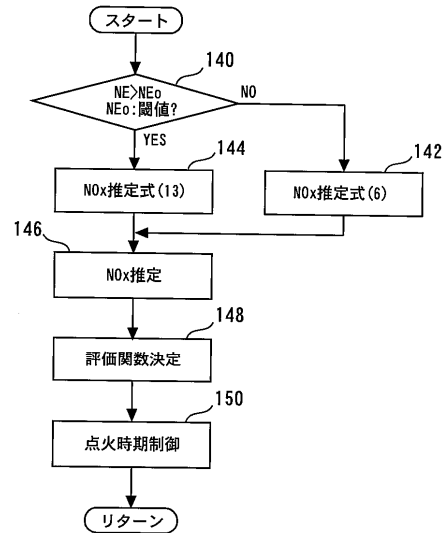 スタート
140
NE>NEo
NEo:閾値?
NO
YES
144
142
NOx推定式(13)
NOx推定式(6)
146
NOx推定
148
評価関数決定
150
点火時期制御
リターン